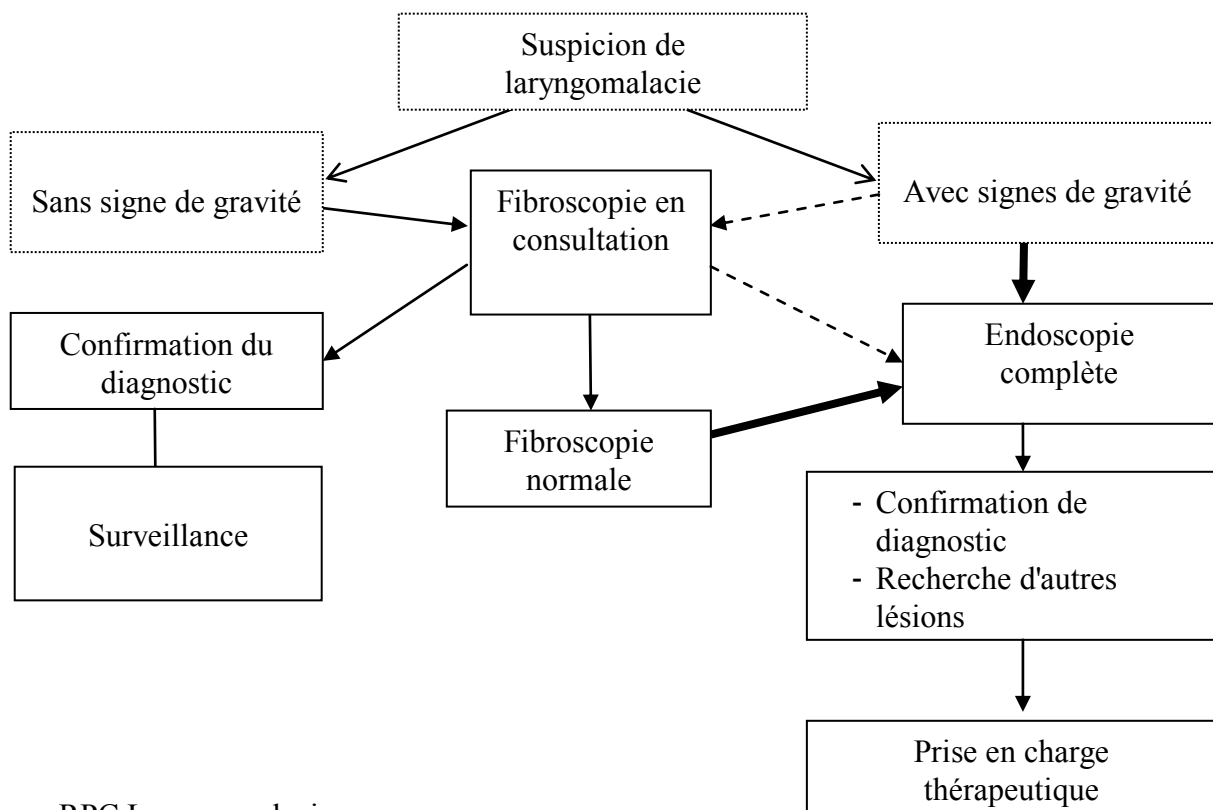 Suspicion de
laryngomalacie
Sans signe de gravité
Fibroscopie en
consultation
Avec signes de gravité
Confirmation du
diagnostic
Endoscopie
complète
Fibroscopie
normale
Surveillance
- Confirmation de
diagnostic
- Recherche d'autres
lésions
Prise en charge
thérapeutique